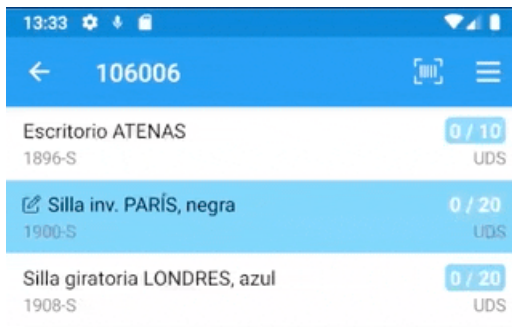 13:33
106006
Escritorio ATENAS
0 / 10
1896-S
UDS
Silla inv. PARÍS, negra
0 / 20
1900-S
UDS
Silla giratoria LONDRES, azul
0 / 20
1908-S
UDS